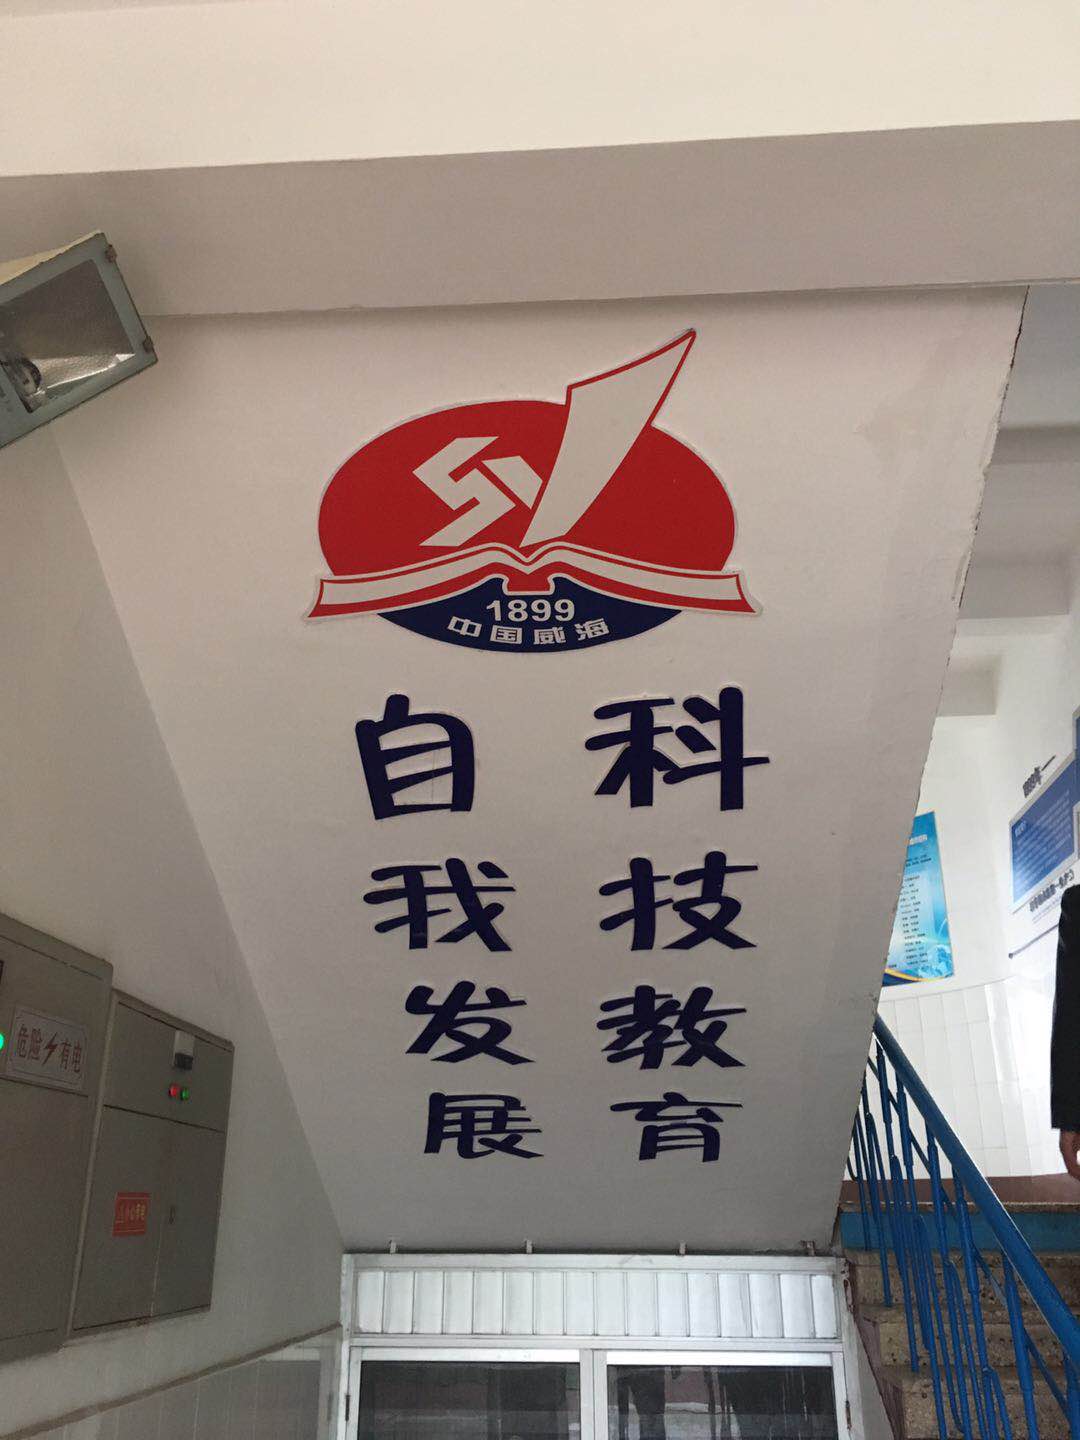 1899
中国威海
科技教育
自我发展
危险 有电